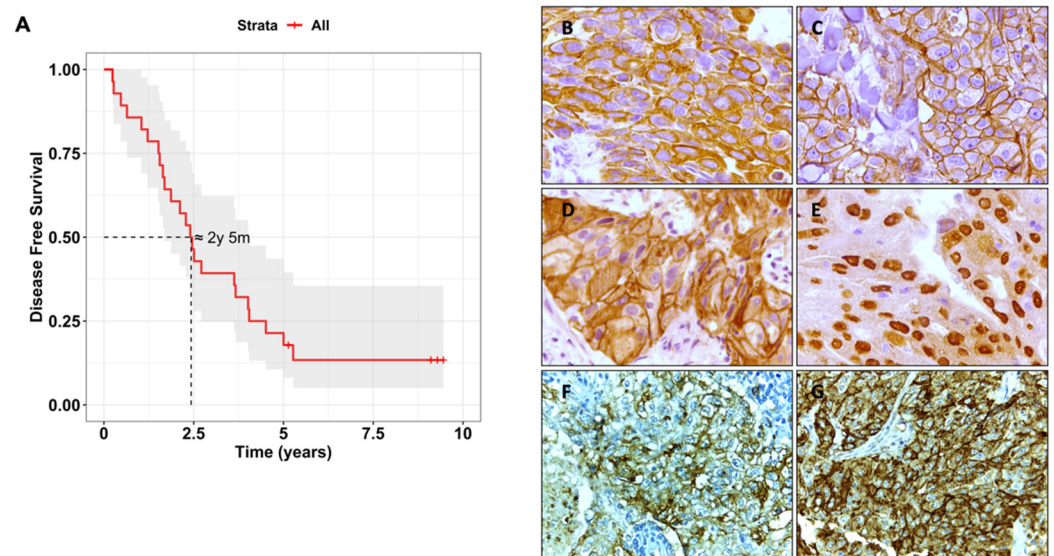 A
Strata All
1.00
0.75
0.50
0.25
0.00
≈ 2y 5m
Disease Free Survival
0 2.5 5 7.5 10
Time (years)
B
C
D
E
F
G